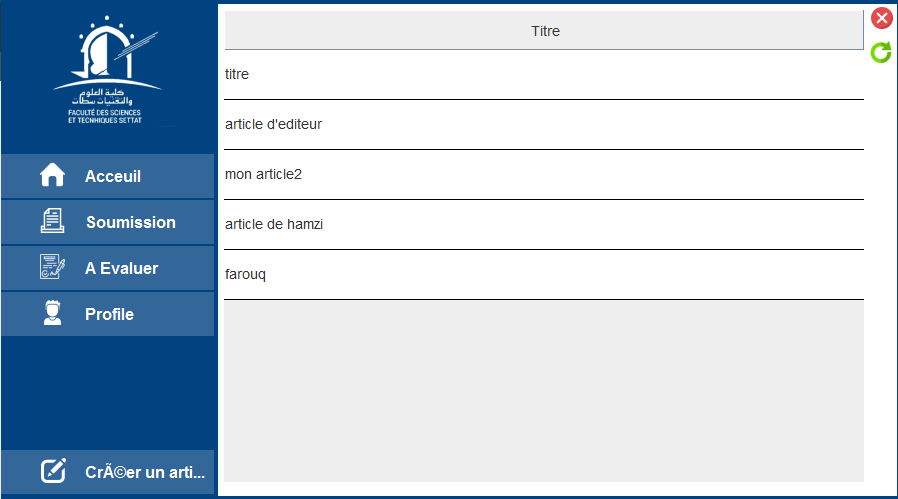 كلية العلوم
والتقنيات سطات
FACULTÉ DES SCIENCES
ET TECNHIQUES SETTAT
Acceuil
Soumission
A Evaluer
Profile
CrÃ©er un arti...
Titre
titre
article d'editeur
mon article2
article de hamzi
farouq